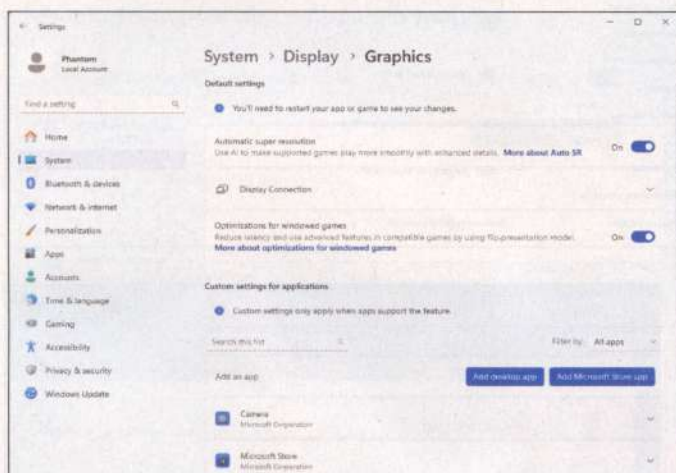 Settings
Phantom
Local Account
Find a setting
Home
System
Bluetooth & devices
Network & internet
Personalization
Apps
Accounts
Time & language
Gaming
Accessibility
Privacy & security
Windows Update
System > Display > Graphics
Default settings
You'll need to restart your app or game to see your changes.
Automatic super resolution
On
Use AI to make supported games play more smoothly with enhanced details. More about Auto SR
Display Connection
Optimizations for windowed games
On
Reduce latency and use advanced features in compatible games by using flip-presentation model.
More about optimizations for windowed games
Custom settings for applications
Custom settings only apply when apps support the feature
Search this list
Filter by: All apps
Add an app
Add desktop app
Add Microsoft Store app
Camera
Microsoft Corporation
Microsoft Store
Microsoft Corporation